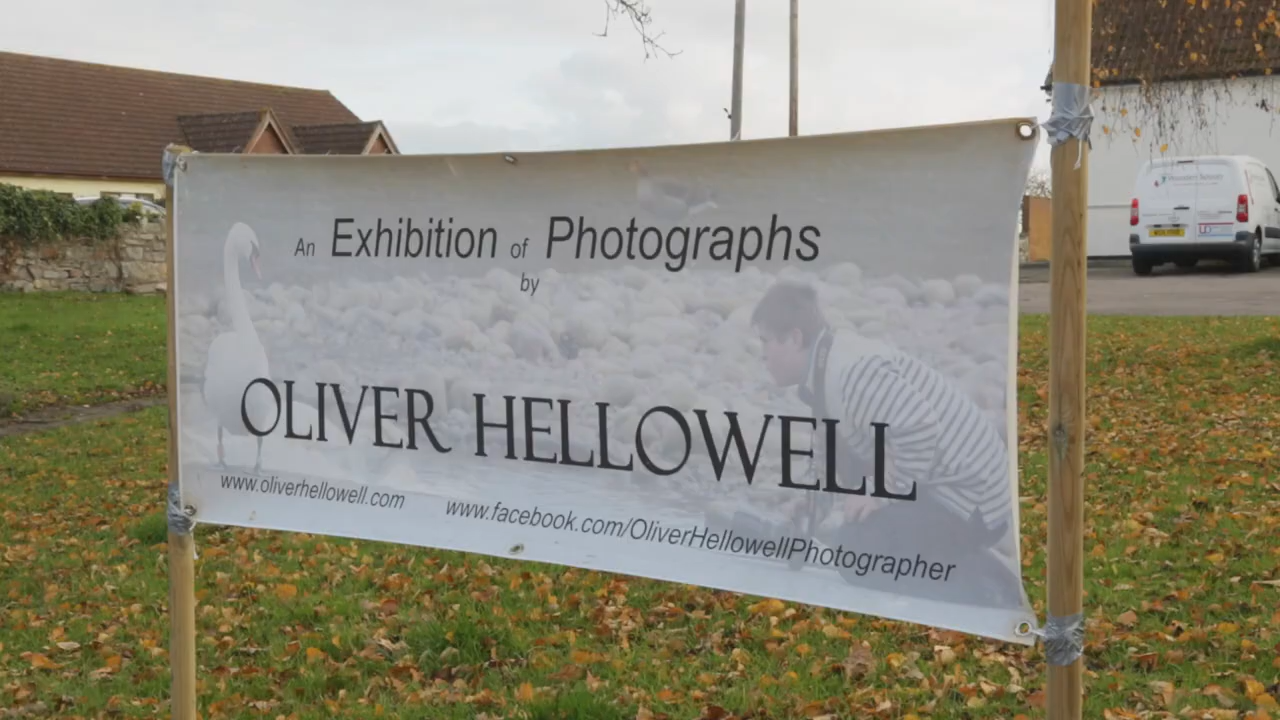 An Exhibition of Photographs
by
OLIVER HELLOWELL
www.oliverhellowell.com www.facebook.com/OliverHellowellPhotographer